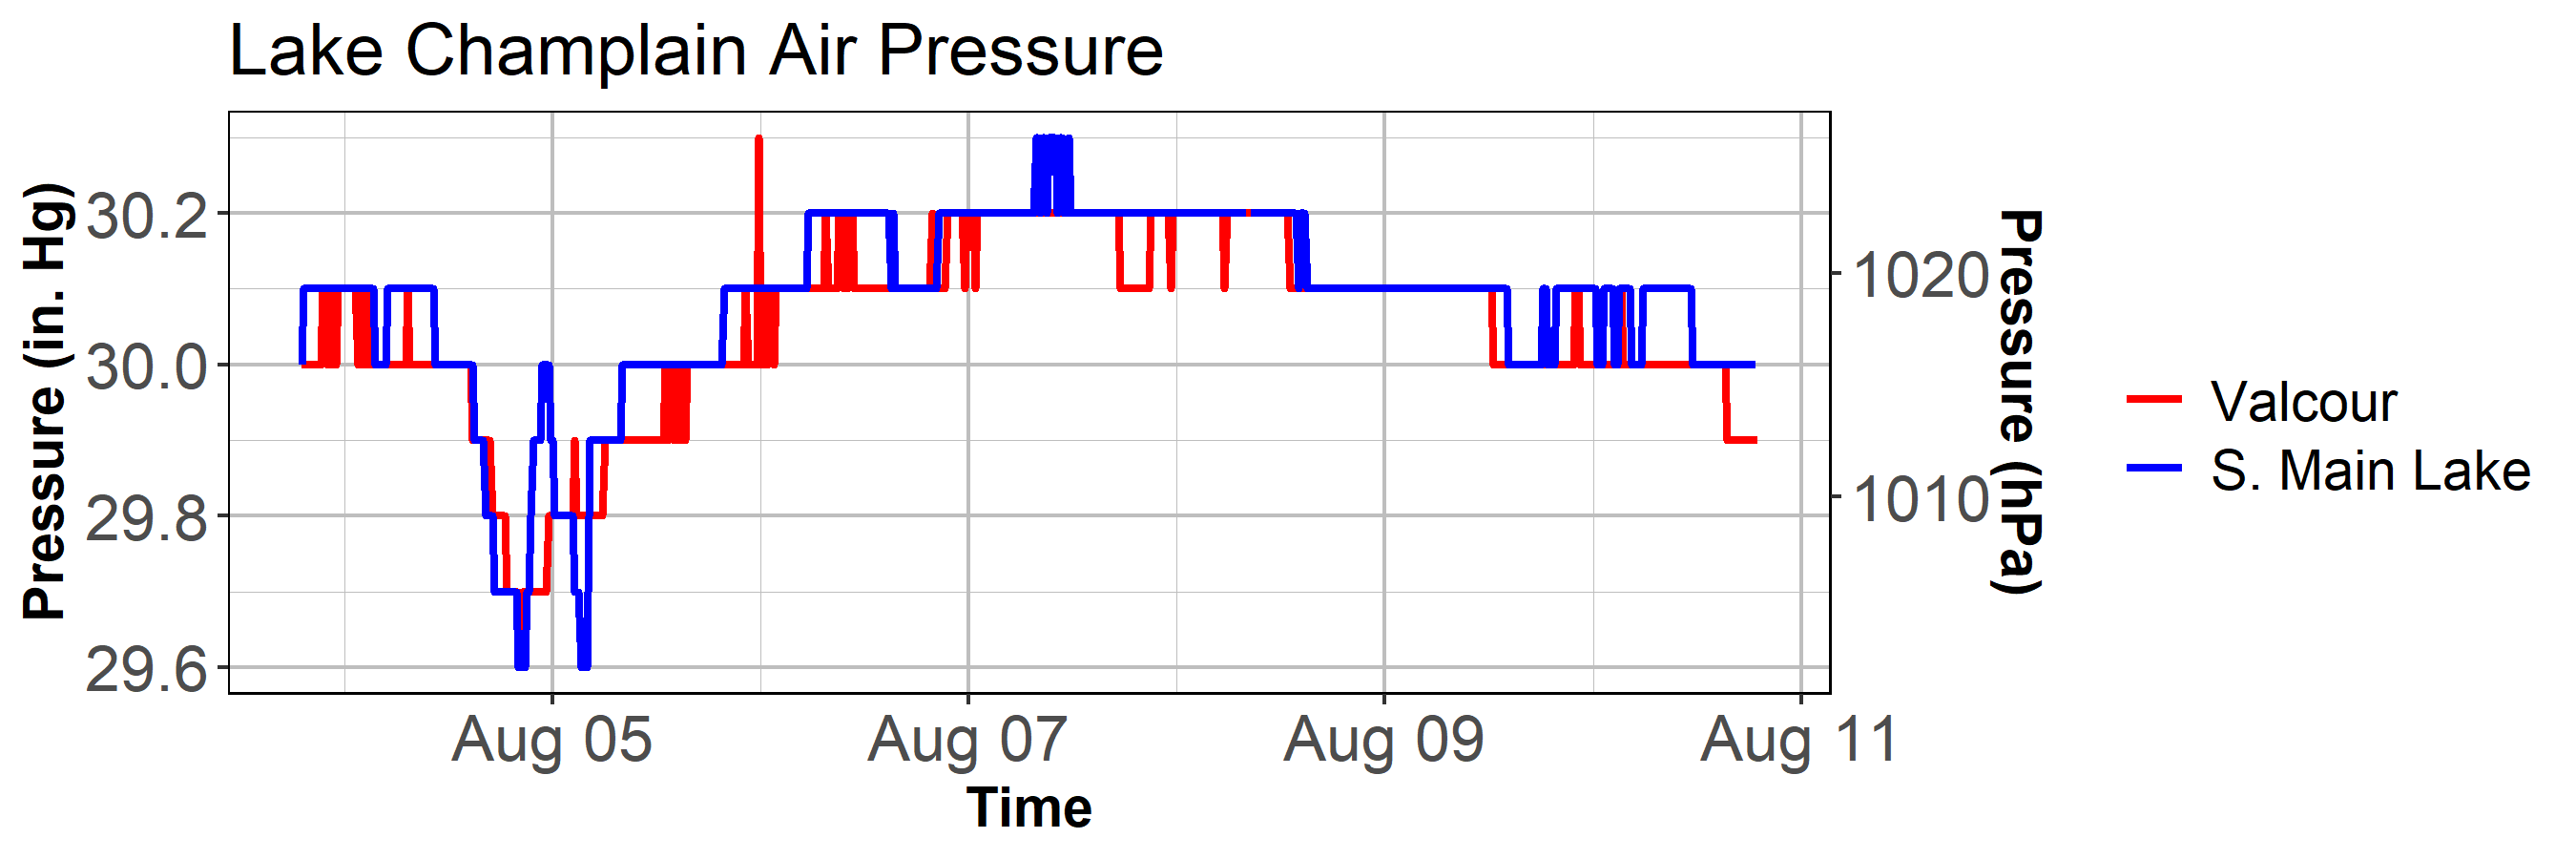 Lake Champlain Air Pressure
Pressure (in. Hg)
30.2
30.0
29.8
29.6
1020
1010
Pressure (hPa)
Valcour
S. Main Lake
Aug 05
Aug 07
Aug 09
Aug 11
Time